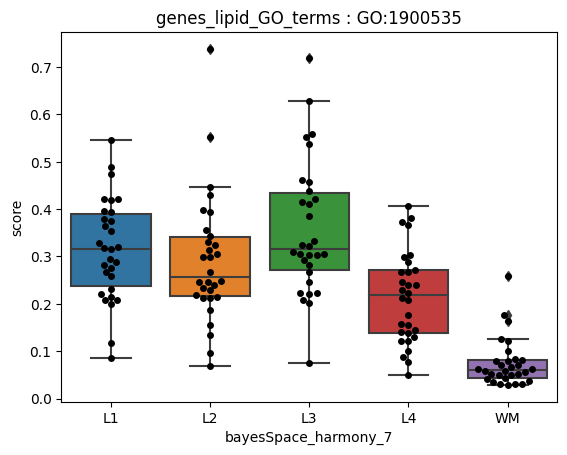 genes_lipid_GO_terms : GO:1900535
score
0.7
0.6
0.5
0.4
0.3
0.2
0.1
0.0
L1 L2 L3 L4 WM
bayesSpace_harmony_7